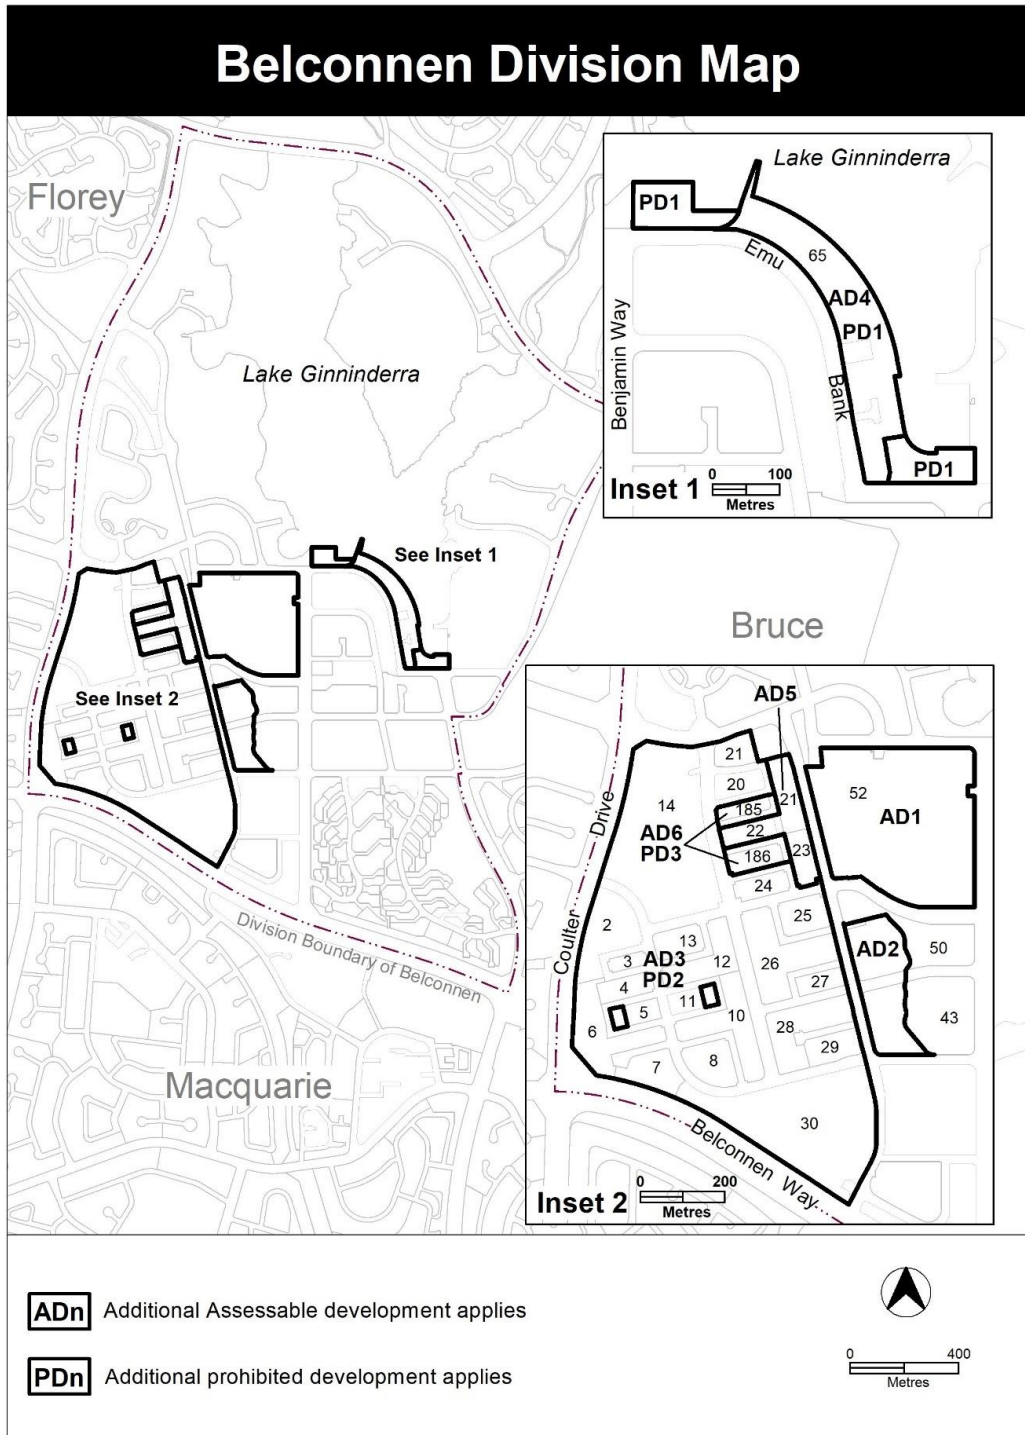 Belconnen Division Map
Florey
Lake Ginninderra
See Inset 1
See Inset 2
Bruce
Division Boundary of Belconnen
Macquarie
Lake Ginninderra
PD1
Emu
65
AD4
PD1
Benjamin Way
Bank
PD1
Inset 1
0 100
Metres
AD5
21
20
21
52
14
185
AD1
Drive
AD6
PD3
22
23
186
24
25
2
Coulter
13
AD2
50
3
AD3
PD2
12
26
4
27
11
5
10
43
6
28
29
7
8
30
Belconnen Way
Inset 2
0 200
Metres
ADn Additional Assessable development applies
PDn Additional prohibited development applies
0 400
Metres